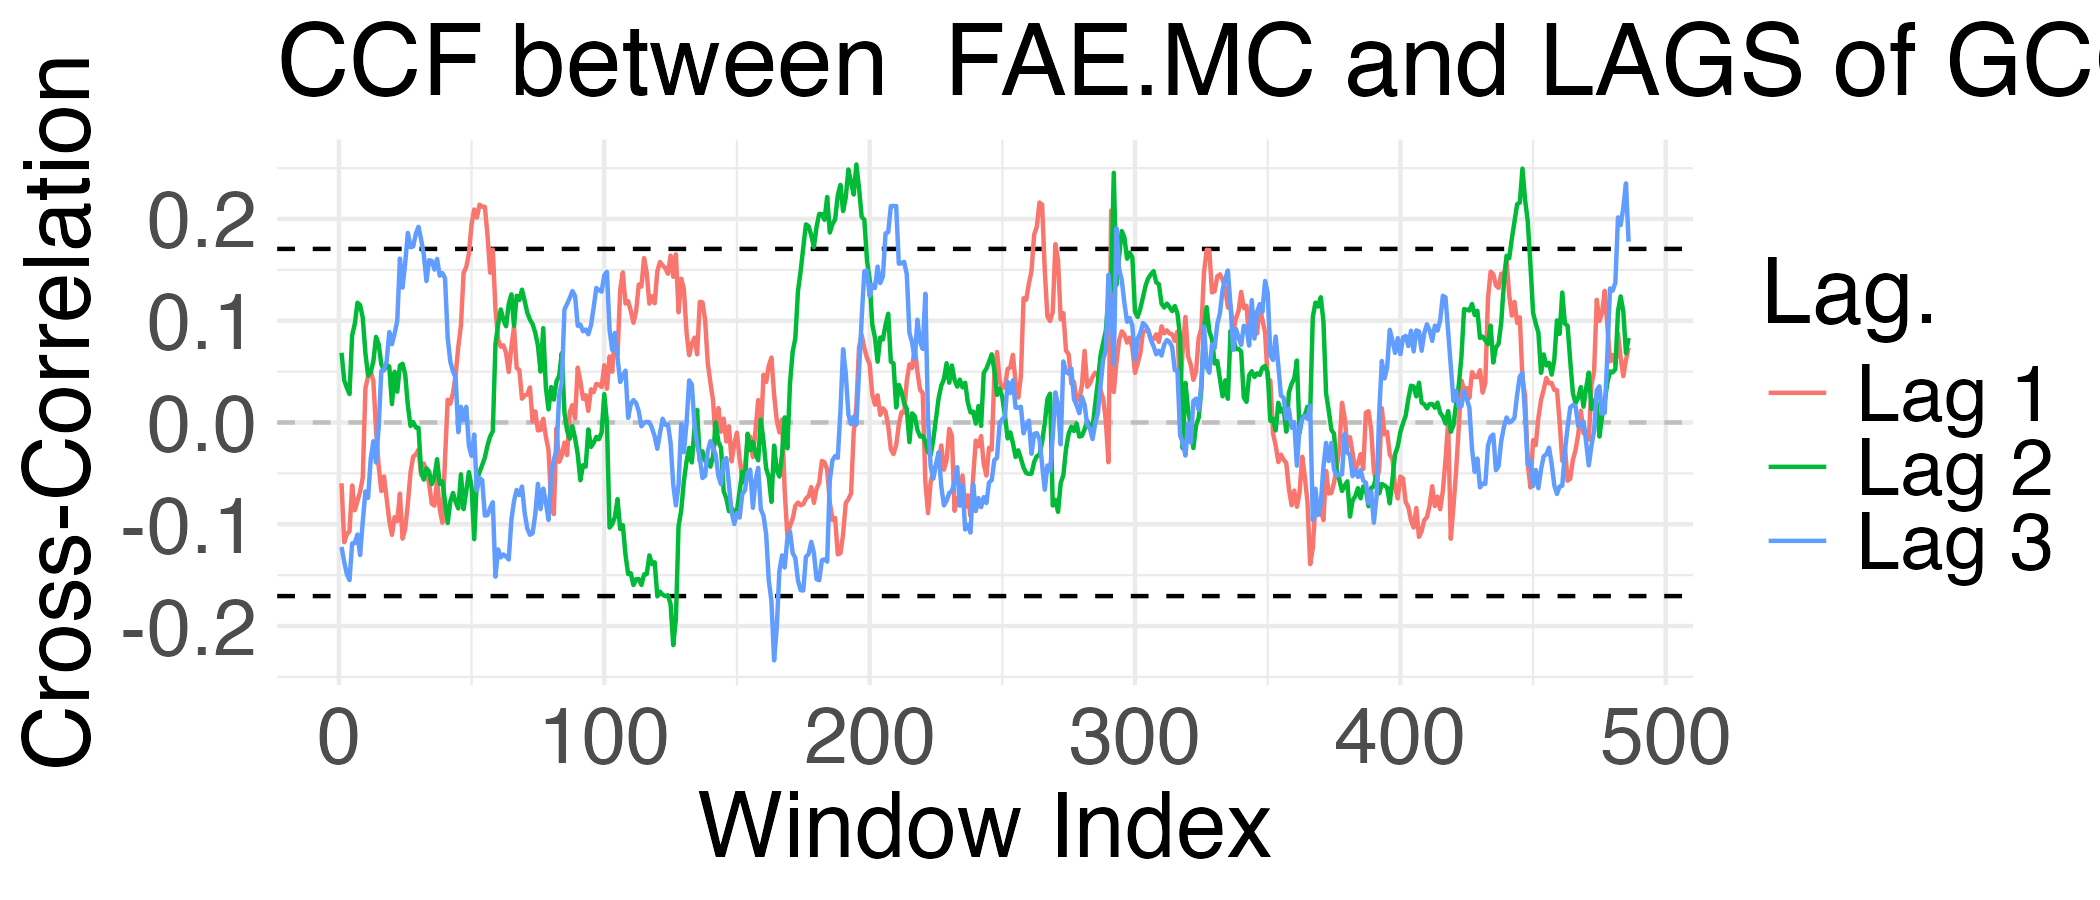 CCF between  FAE.MC and LAGS of GC
Cross-Correlation
0.2
0.1
0.0
-0.1
-0.2
0 100 200 300 400 500
Window Index
Lag.
Lag 1
Lag 2
Lag 3